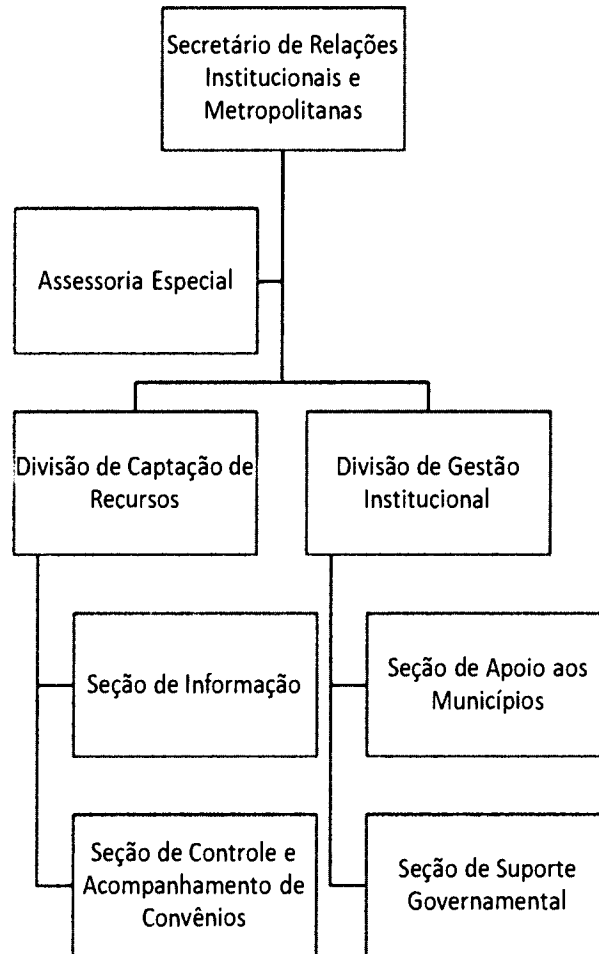 Secretário de Relações
Institucionais e
Metropolitanas
Assessoria Especial
Divisão de Captação de
Recursos
Divisão de Gestão
Institucional
Seção de Informação
Seção de Apoio aos
Municípios
Seção de Controle e
Acompanhamento de
Convênios
Seção de Suporte
Governamental